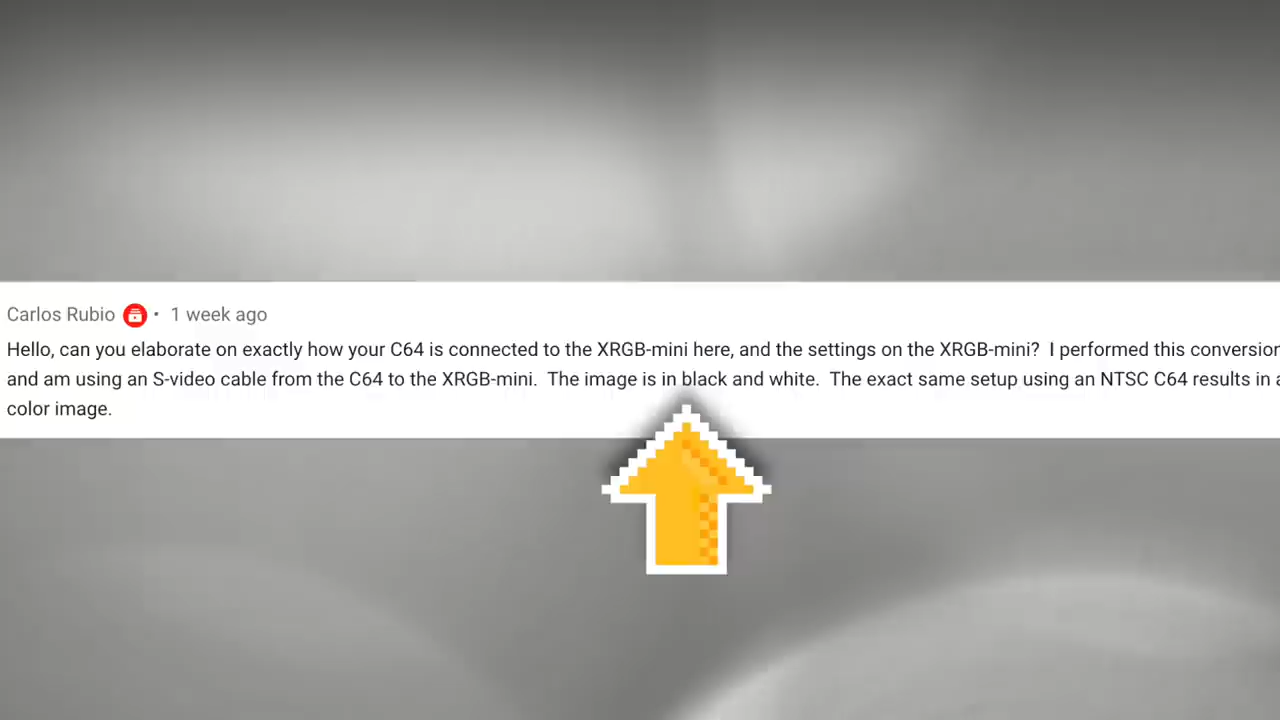 Carlos Rubio • 1 week ago
Hello, can you elaborate on exactly how your C64 is connected to the XRGB-mini here, and the settings on the XRGB-mini?  I performed this conversion
and am using an S-video cable from the C64 to the XRGB-mini.  The image is in black and white.  The exact same setup using an NTSC C64 results in a
color image.